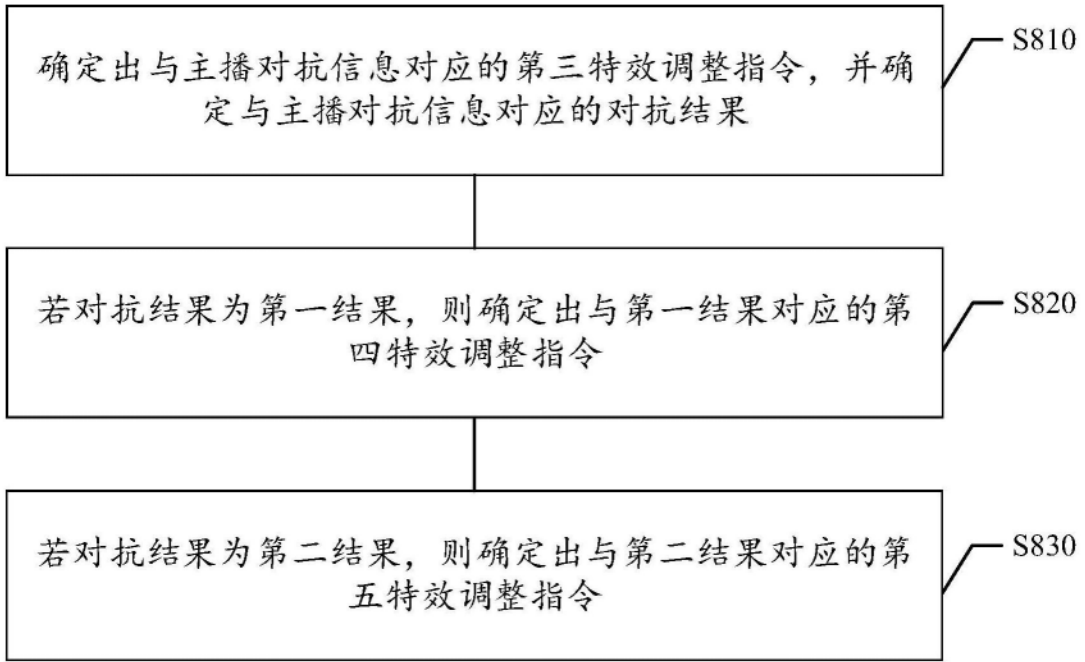 确定出与主播对抗信息对应的第三特效调整指令，并确
定与主播对抗信息对应的对抗结果
S810
若对抗结果为第一结果，则确定出与第一结果对应的第
四特效调整指令
S820
若对抗结果为第二结果，则确定出与第二结果对应的第
五特效调整指令
S830